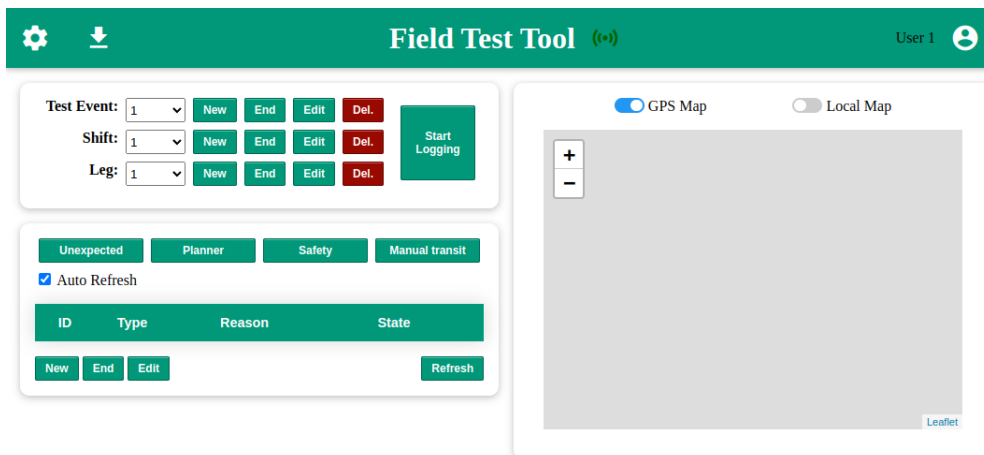 Field Test Tool
User 1
Test Event: 1 New End Edit Del.
Shift: 1 New End Edit Del.
Leg: 1 New End Edit Del.
Start
Logging
Unexpected Planner Safety Manual transit
Auto Refresh
ID Type Reason State
New End Edit Refresh
GPS Map Local Map
+
−
Leaflet